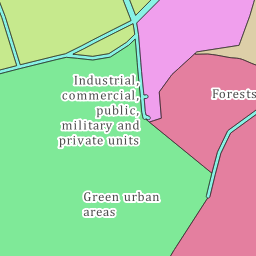 Industrial,
commercial,
public,
military and
private units
Forests
Green urban
areas